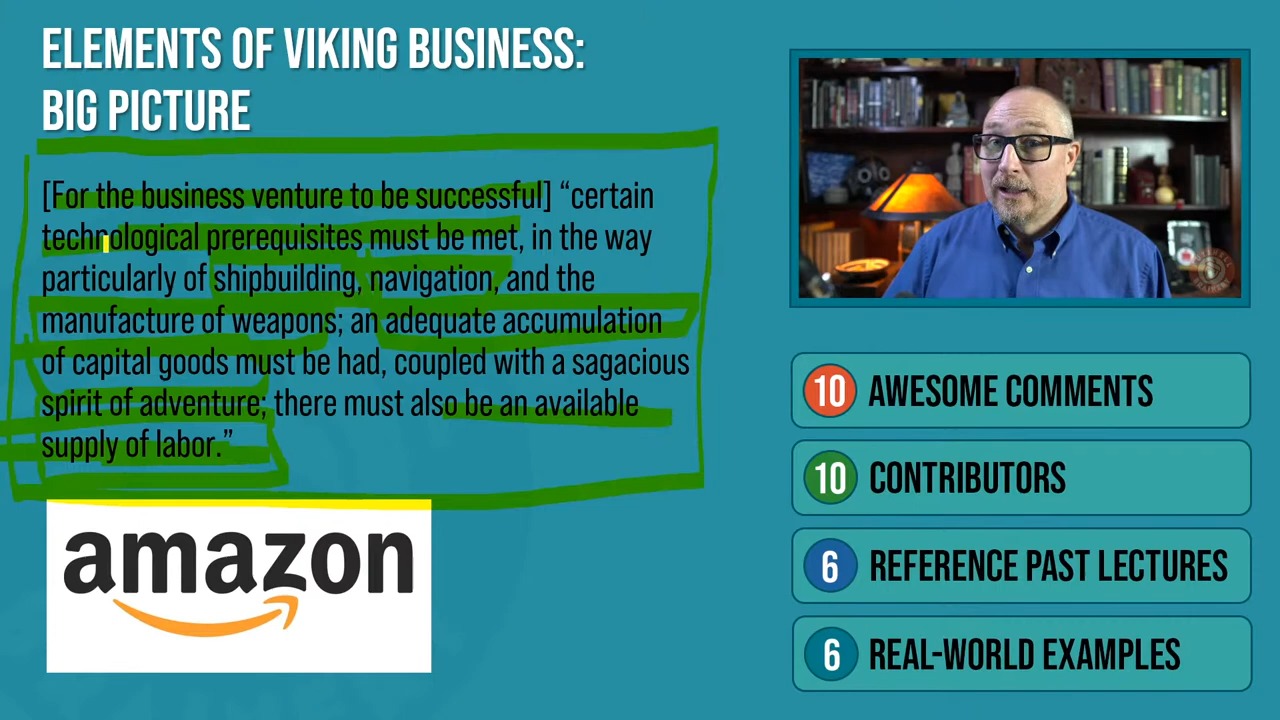 ELEMENTS OF VIKING BUSINESS:
BIG PICTURE
[For the business venture to be successful] “certain
technological prerequisites must be met, in the way
particularly of shipbuilding, navigation, and the
manufacture of weapons; an adequate accumulation
of capital goods must be had, coupled with a sagacious
spirit of adventure; there must also be an available
supply of labor.”
amazon
10 AWESOME COMMENTS
10 CONTRIBUTORS
6 REFERENCE PAST LECTURES
6 REAL-WORLD EXAMPLES